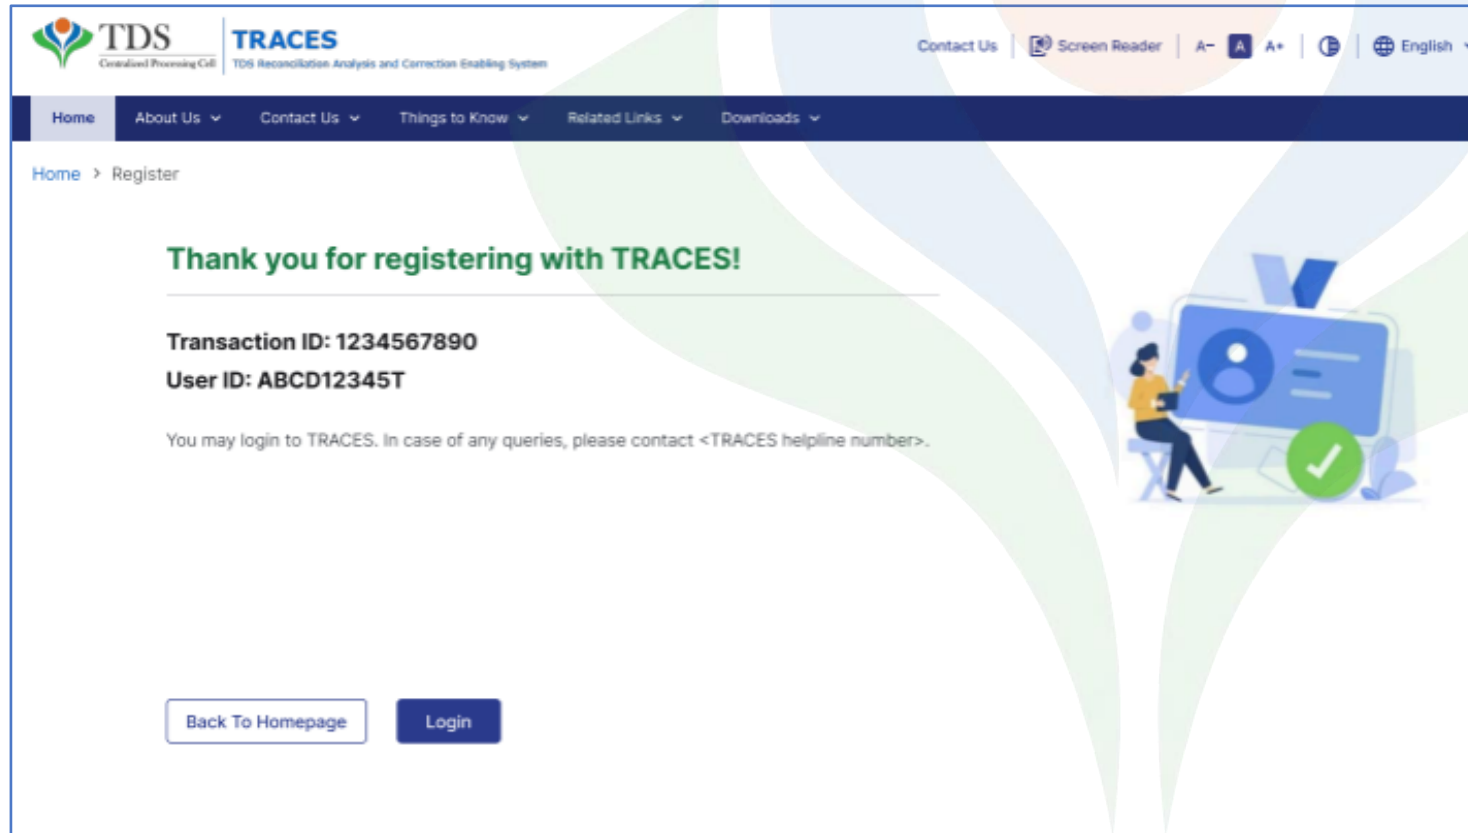 TDS
Centralized Processing Cell
TRACES
TDS Reconciliation Analysis and Correction Enabling System
Contact Us
Screen Reader
A-
A
A+
English
Home
About Us
Contact Us
Things to Know
Related Links
Downloads
Home > Register
Thank you for registering with TRACES!
Transaction ID: 1234567890
User ID: ABCD12345T
You may login to TRACES. In case of any queries, please contact <TRACES helpline number>.
Back To Homepage
Login